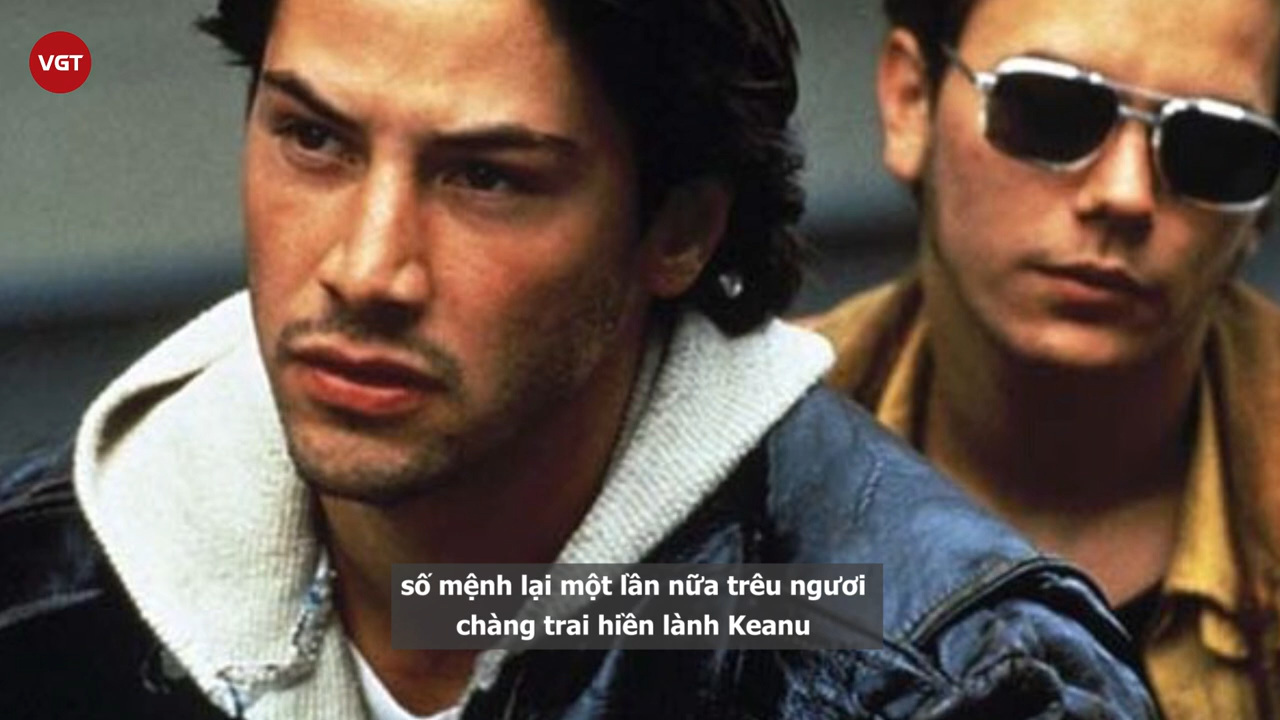 VGT
số mệnh lại một lần nữa trêu ngươi
chàng trai hiền lành Keanu